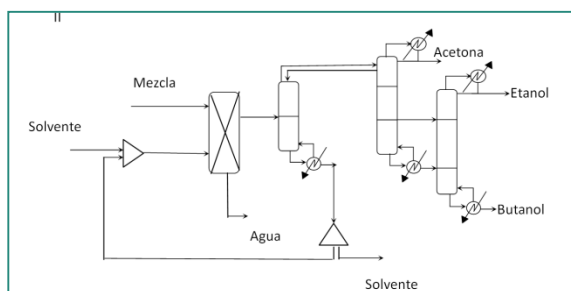 II
Acetona
Mezcla
Etanol
Solvente
Butanol
Agua
Solvente